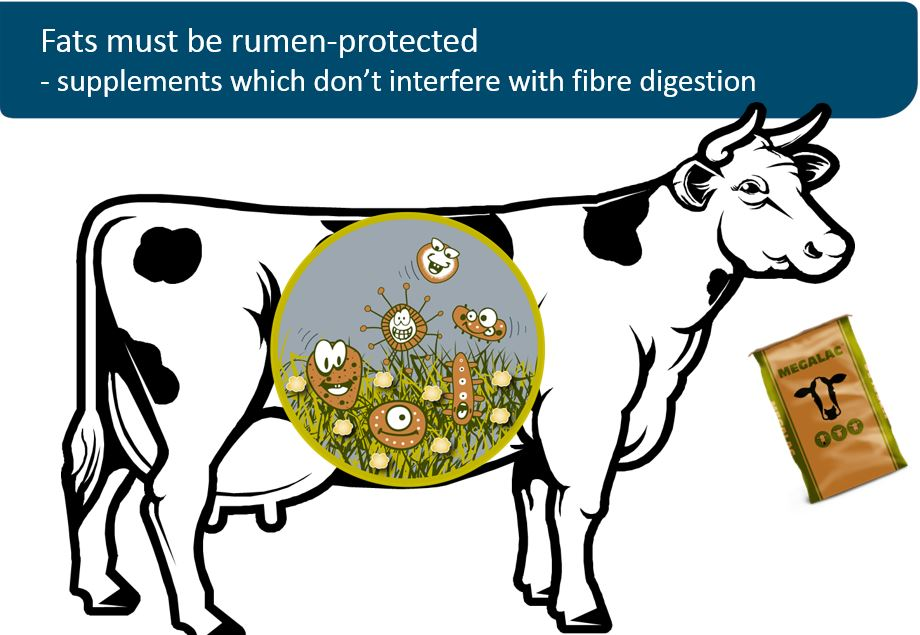 Fats must be rumen-protected
- supplements which don’t interfere with fibre digestion
MEGALAC